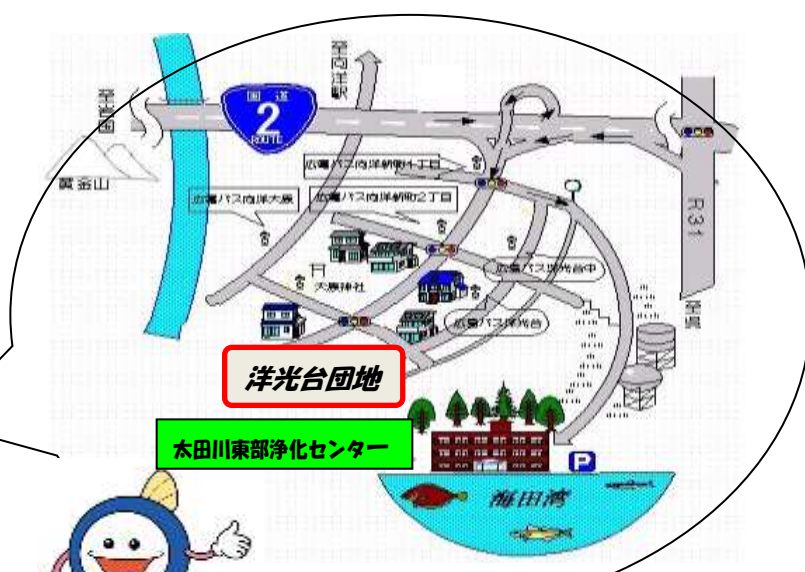 至向洋駅
国道
2
ROUTE
至仙団
黄金山
広電バス向洋新町4丁目
広電バス向洋大原
広電バス向洋新町2丁目
R31
広電バス洋光台中
大原神社
至呉
広電バス洋光台
洋光台団地
太田川東部浄化センター
P
海田湾